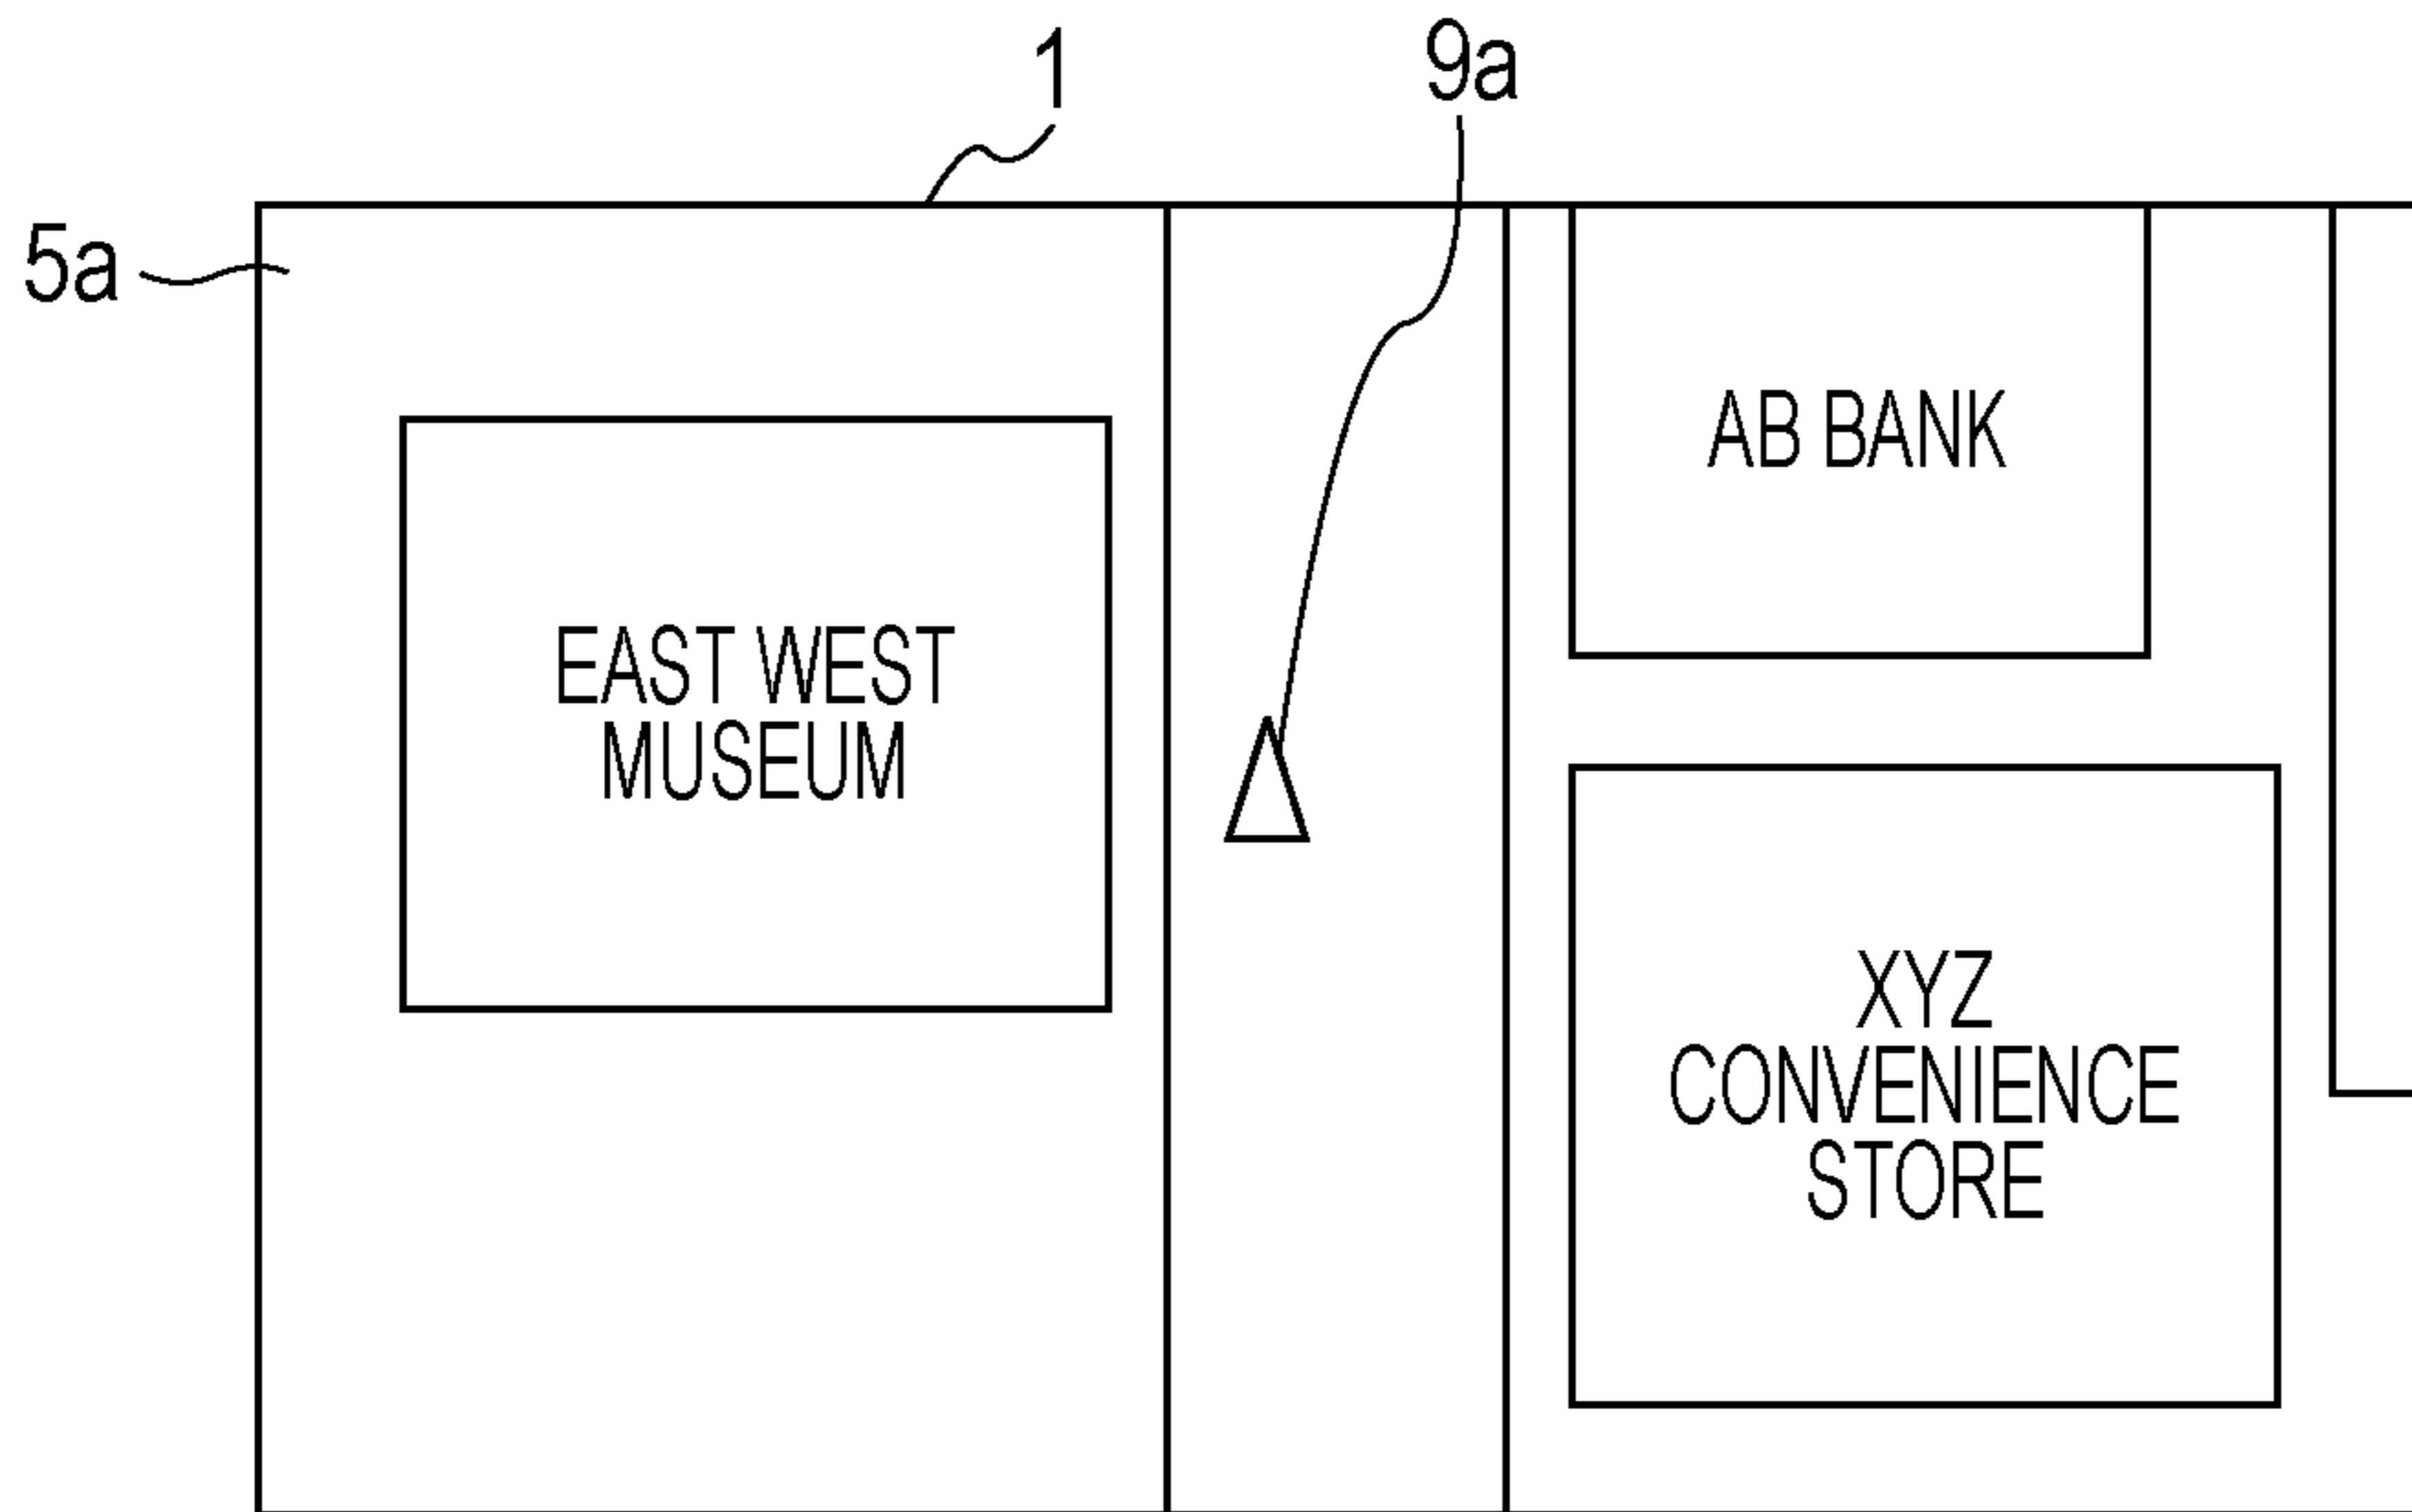 1
9a
5a
AB BANK
EAST WEST
MUSEUM
XYZ
CONVENIENCE
STORE